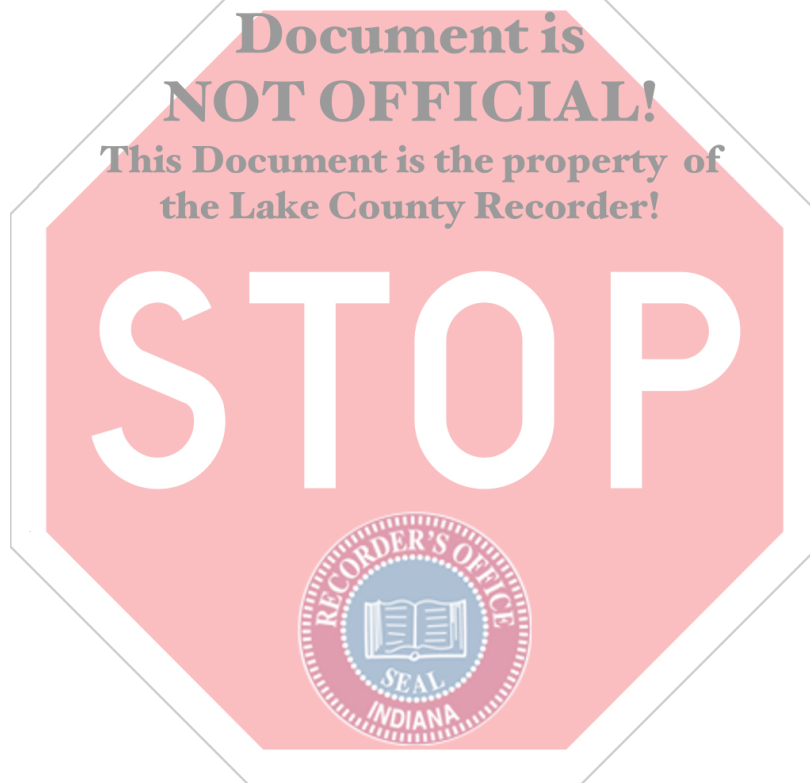 Document is
NOT OFFICIAL!
This Document is the property of
the Lake County Recorder!
STOP
RECORDER'S OFFICE
SEAL
INDIANA